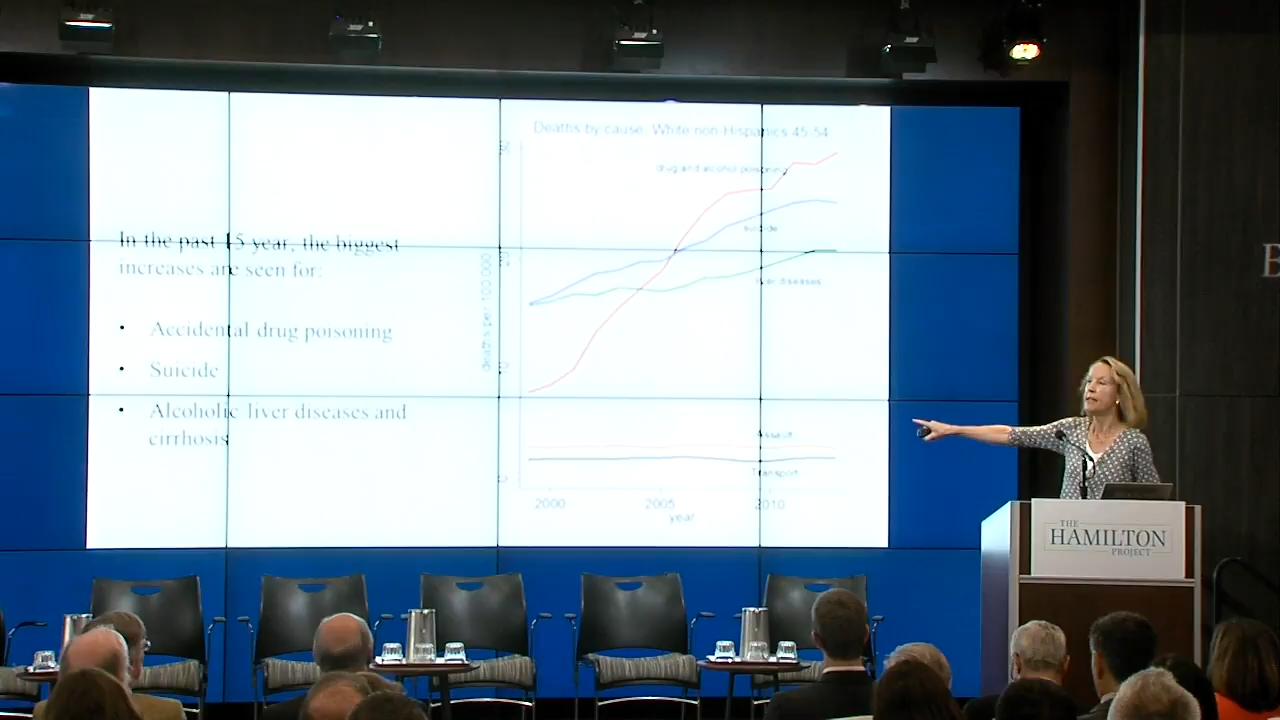 Deaths by cause, White non-Hispanics 45-54
drug and alcohol poisoning
suicide
liver diseases
Assault
Transport
deaths per 100,000
2000 2005 2010
year
In the past 15 year, the biggest
increases are seen for:
• Accidental drug poisoning
• Suicide
• Alcoholic liver diseases and
cirrhosis
THE
HAMILTON
PROJECT
B